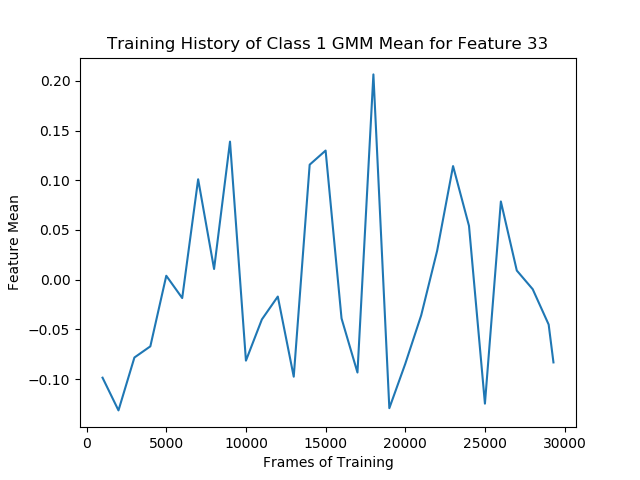 Training History of Class 1 GMM Mean for Feature 33
0.20
0.15
0.10
0.05
0.00
−0.05
−0.10
Feature Mean
0 5000 10000 15000 20000 25000 30000
Frames of Training